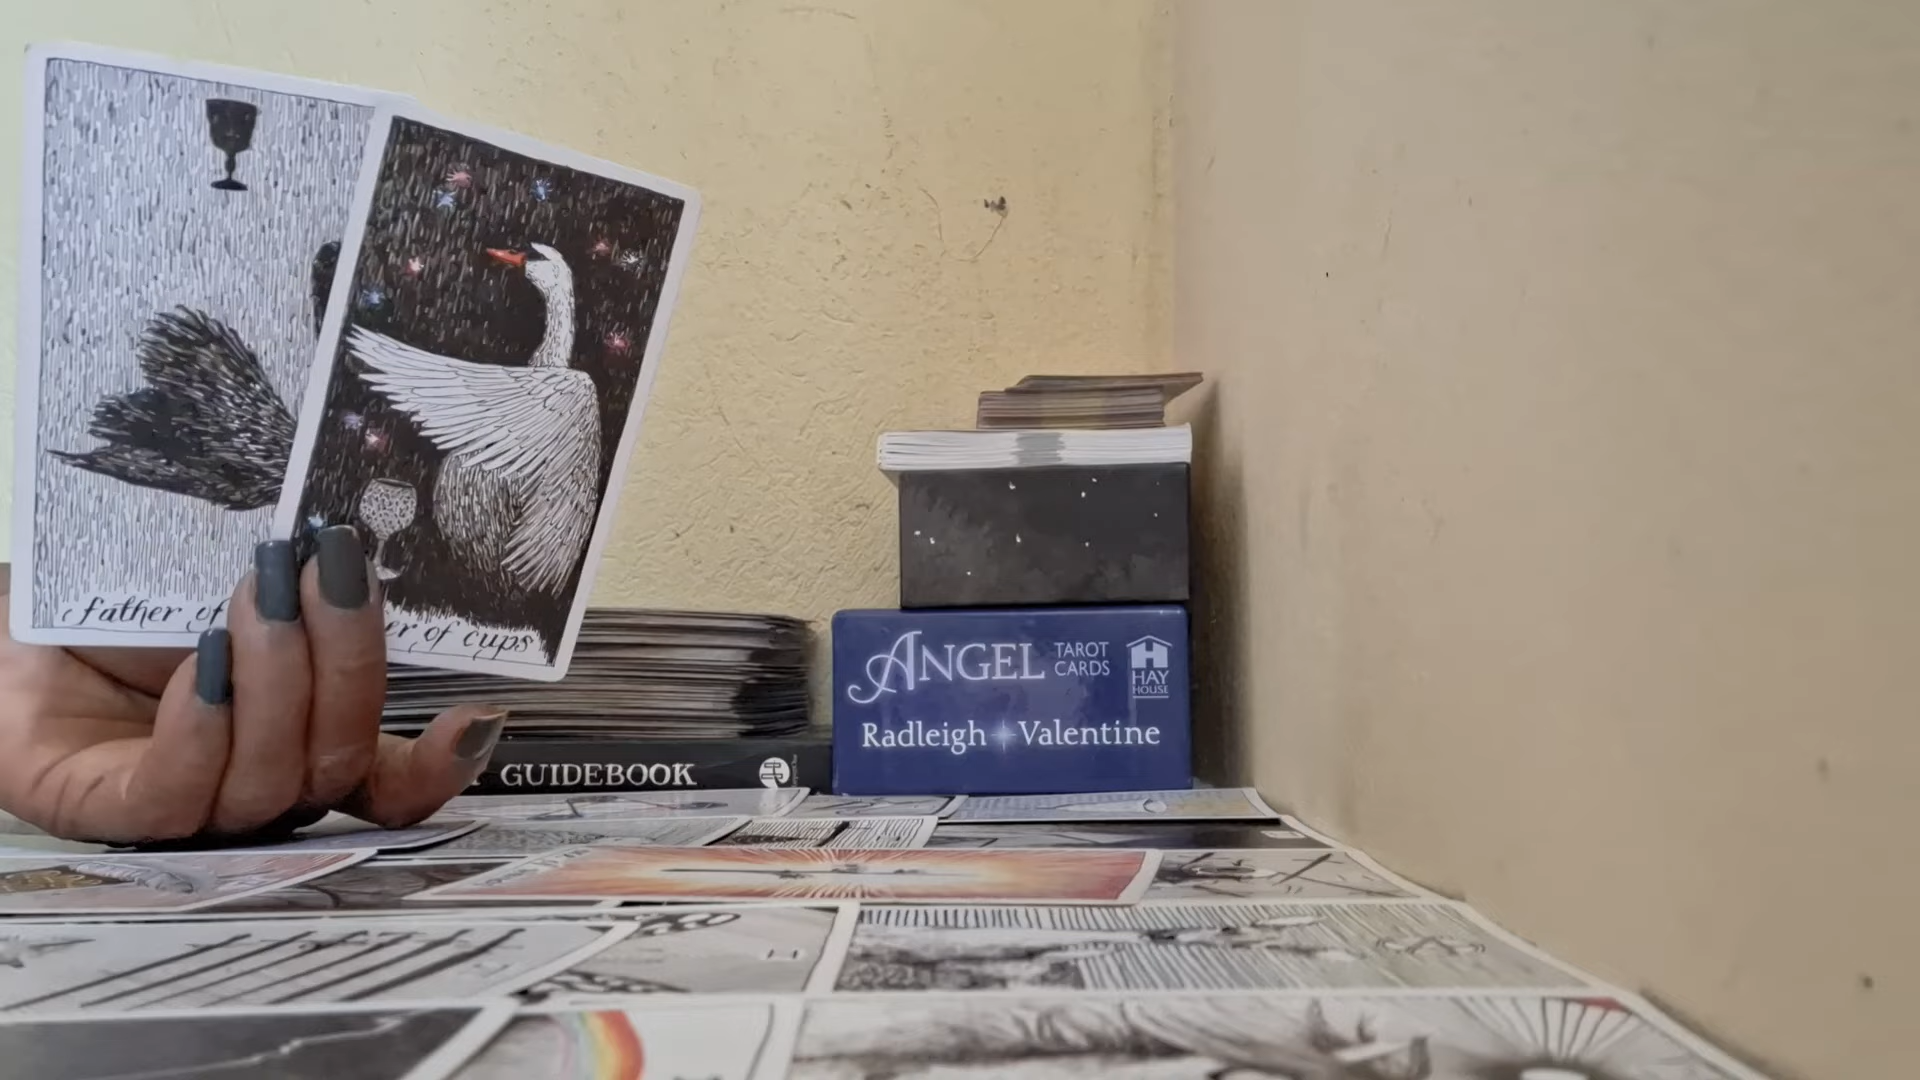 father of
er of cups
GUIDEBOOK
ANGEL TAROT CARDS
HAY HOUSE
Radleigh Valentine